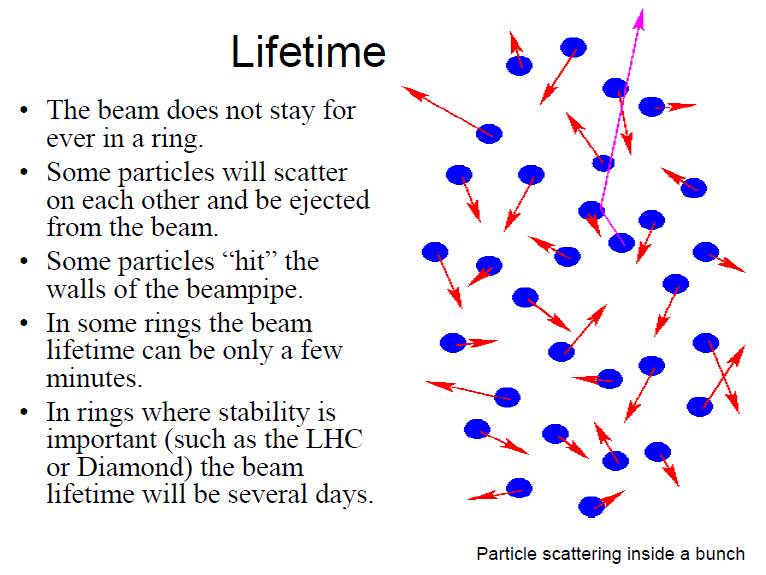 Lifetime
• The beam does not stay for
ever in a ring.
• Some particles will scatter
on each other and be ejected
from the beam.
• Some particles “hit” the
walls of the beampipe.
• In some rings the beam
lifetime can be only a few
minutes.
• In rings where stability is
important (such as the LHC
or Diamond) the beam
lifetime will be several days.
Particle scattering inside a bunch